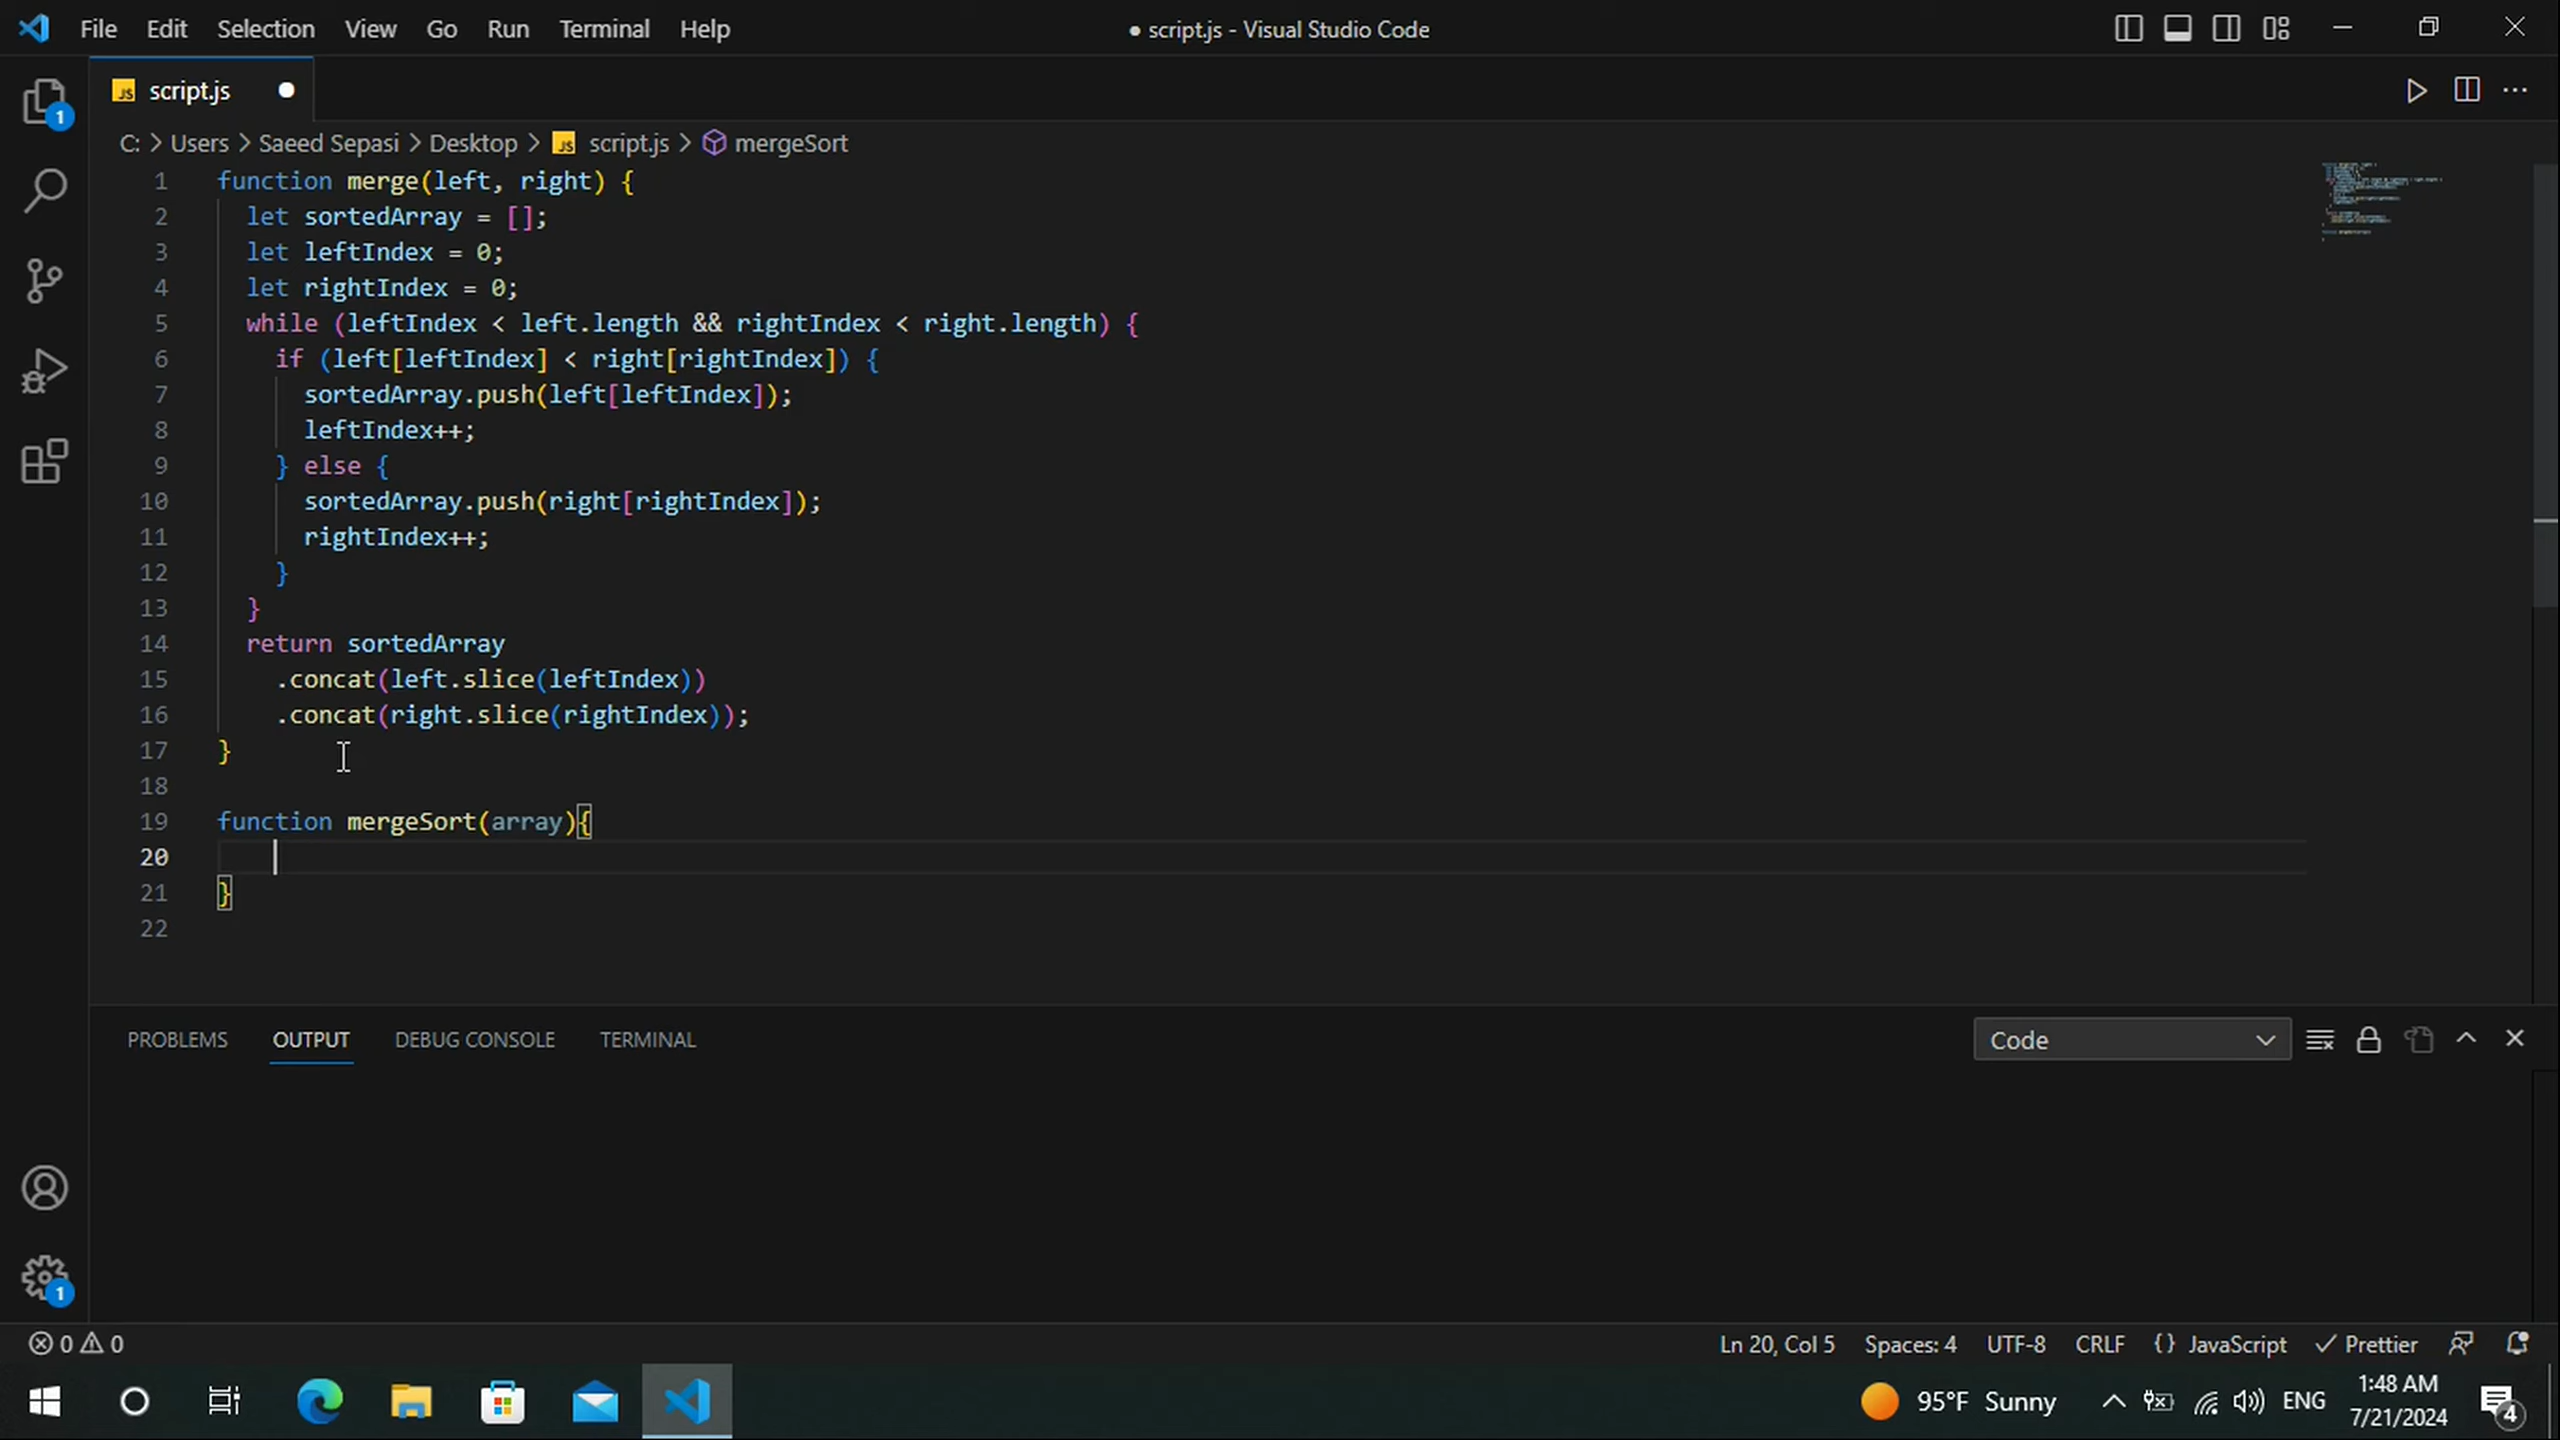 File Edit Selection View Go Run Terminal Help
● script.js - Visual Studio Code
JS script.js
C: > Users > Saeed Sepasi > Desktop > JS script.js > mergeSort
1 function merge(left, right) {
2   let sortedArray = [];
3   let leftIndex = 0;
4   let rightIndex = 0;
5   while (leftIndex < left.length && rightIndex < right.length) {
6     if (left[leftIndex] < right[rightIndex]) {
7       sortedArray.push(left[leftIndex]);
8       leftIndex++;
9     } else {
10       sortedArray.push(right[rightIndex]);
11       rightIndex++;
12     }
13   }
14   return sortedArray
15     .concat(left.slice(leftIndex))
16     .concat(right.slice(rightIndex));
17 }
18
19 function mergeSort(array){
20
21 }
22
1
PROBLEMS OUTPUT DEBUG CONSOLE TERMINAL
Code
1
0 0
Ln 20, Col 5 Spaces: 4 UTF-8 CRLF {} JavaScript ✓ Prettier
95°F Sunny ENG
1:48 AM
7/21/2024
4